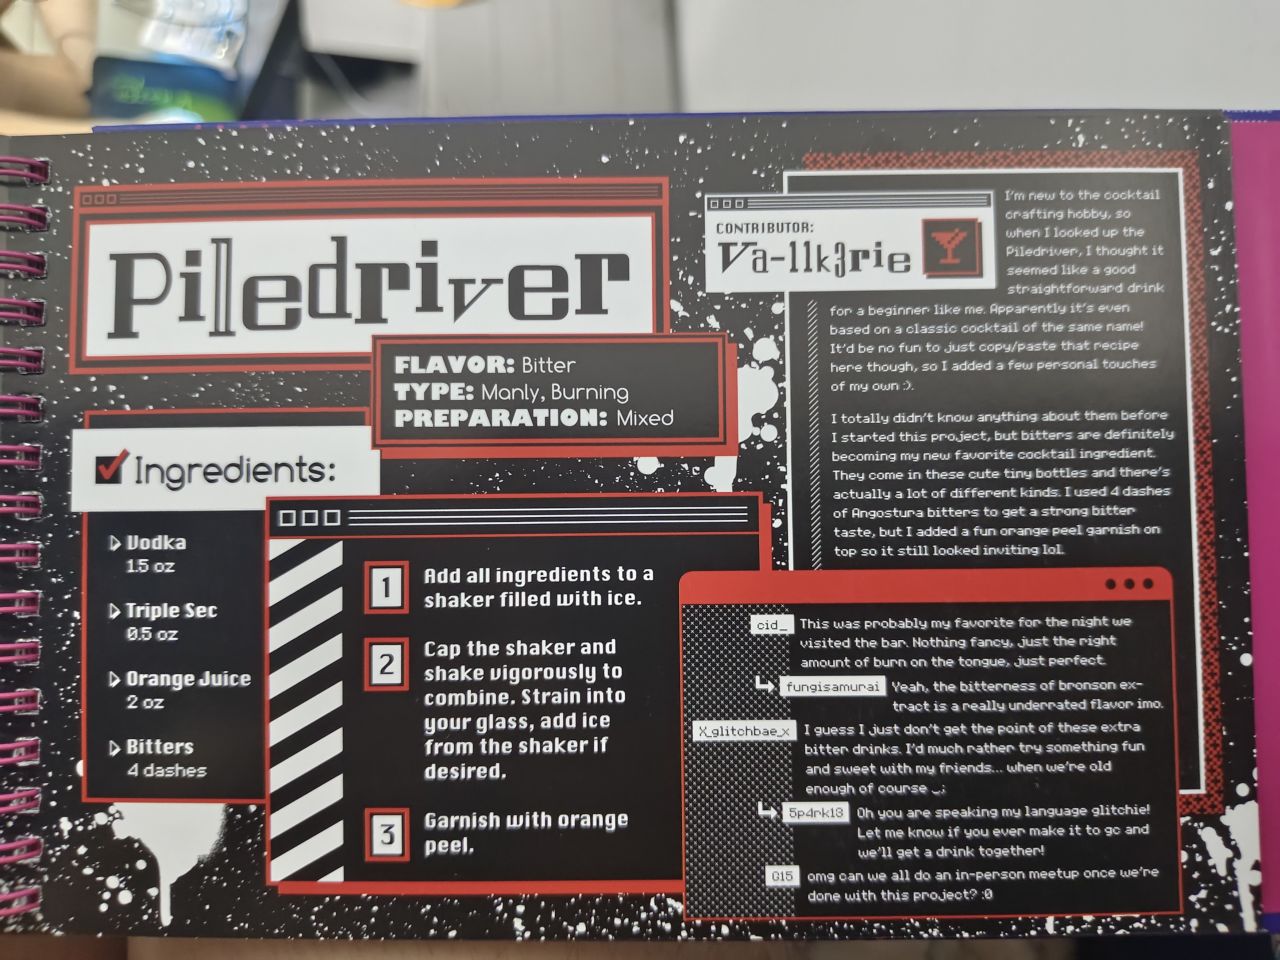 Piledriver
FLAVOR: Bitter
TYPE: Manly, Burning
PREPARATION: Mixed
Ingredients:
Vodka
1.5 oz
Triple Sec
0.5 oz
Orange Juice
2 oz
Bitters
4 dashes
1
Add all ingredients to a
shaker filled with ice.
2
Cap the shaker and
shake vigorously to
combine. Strain into
your glass, add ice
from the shaker if
desired.
3
Garnish with orange
peel.
CONTRIBUTOR:
Va-11k3rie
I'm new to the cocktail
crafting hobby, so
when I looked up the
Piledriver, I thought it
seemed like a good
straightforward drink
for a beginner like me. Apparently it's even
based on a classic cocktail of the same name!
It'd be no fun to just copy/paste that recipe
here though, so I added a few personal touches
of my own :).
I totally didn't know anything about them before
I started this project, but bitters are definitely
becoming my new favorite cocktail ingredient.
They come in these cute tiny bottles and there's
actually a lot of different kinds. I used 4 dashes
of Angostura bitters to get a strong bitter
taste, but I added a fun orange peel garnish on
top so it still looked inviting lol.
cid_ This was probably my favorite for the night we
visited the bar. Nothing fancy, just the right
amount of burn on the tongue, just perfect.
fungisamurai Yeah, the bitterness of bronson ex-
tract is a really underrated flavor imo.
X_glitchbae_x I guess I just don't get the point of these extra
bitter drinks. I'd much rather try something fun
and sweet with my friends... when we're old
enough of course ._.;
5p4rk13 Oh you are speaking my language glitchie!
Let me know if you ever make it to gc and
we'll get a drink together!
G15 omg can we all do an in-person meetup once we're
done with this project? :0